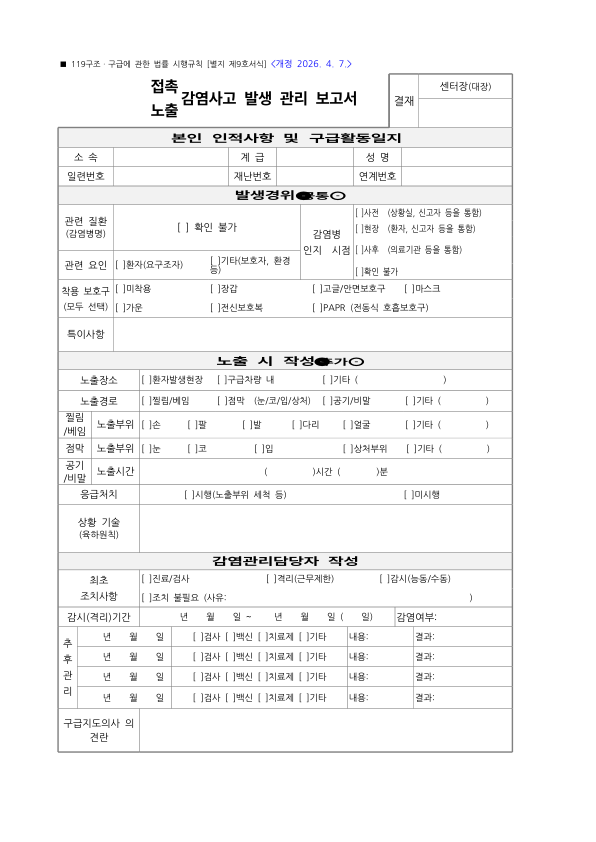 ■ 119구조ㆍ구급에 관한 법률 시행규칙 [별지 제9호서식] <개정 2026. 4. 7.>
접촉
노출 감염사고 발생 관리 보고서
결재 센터장(대장)
본인 인적사항 및 구급활동일지
소 속 계 급 성 명
일련번호 재난번호 연계번호
발생경위
관련 질환
(감염병명)
[ ] 확인 불가
감염병
인지 시점
[ ]사전 (상황실, 신고자 등을 통함)
[ ]현장 (환자, 신고자 등을 통함)
[ ]사후 (의료기관 등을 통함)
[ ]확인 불가
관련 요인 [ ]환자(요구조자) [ ]기타(보호자, 환경
등)
착용 보호구
(모두 선택)
[ ]미착용 [ ]장갑 [ ]고글/안면보호구 [ ]마스크
[ ]가운 [ ]전신보호복 [ ]PAPR (전동식 호흡보호구)
특이사항
노출 시 작성
노출장소 [ ]환자발생현장 [ ]구급차량 내 [ ]기타 ( )
노출경로 [ ]찔림/베임 [ ]점막 (눈/코/입/상처) [ ]공기/비말 [ ]기타 ( )
찔림
/베임
노출부위 [ ]손 [ ]팔 [ ]발 [ ]다리 [ ]얼굴 [ ]기타 ( )
점막 노출부위 [ ]눈 [ ]코 [ ]입 [ ]상처부위 [ ]기타 ( )
공기
/비말
노출시간 ( )시간 ( )분
응급처치 [ ]시행(노출부위 세척 등) [ ]미시행
상황 기술
(육하원칙)
감염관리담당자 작성
최초
조치사항
[ ]진료/검사 [ ]격리(근무제한) [ ]감시(능동/수동)
[ ]조치 불필요 (사유: )
감시(격리)기간 년 월 일 ~ 년 월 일 ( 일) 감염여부:
추
후
관
리
년 월 일 [ ]검사 [ ]백신 [ ]치료제 [ ]기타 내용: 결과:
년 월 일 [ ]검사 [ ]백신 [ ]치료제 [ ]기타 내용: 결과:
년 월 일 [ ]검사 [ ]백신 [ ]치료제 [ ]기타 내용: 결과:
년 월 일 [ ]검사 [ ]백신 [ ]치료제 [ ]기타 내용: 결과:
구급지도의사 의
견란